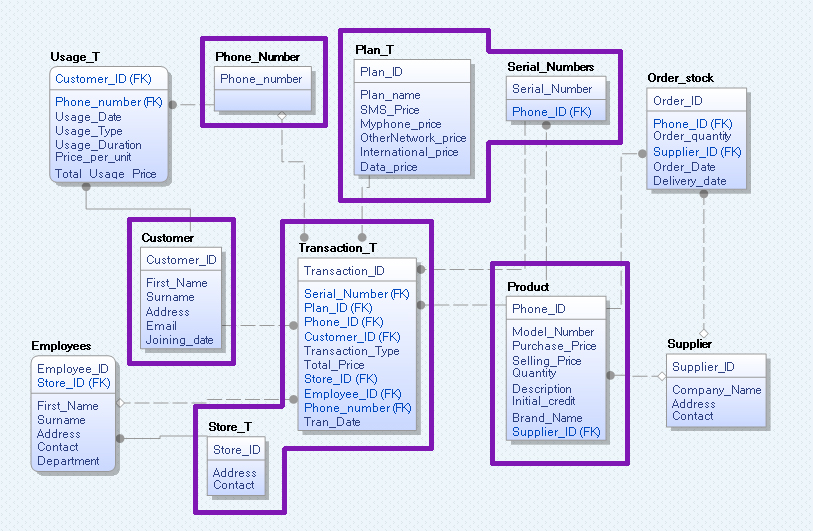 Usage_T
Customer_ID (FK)
Phone_number (FK)
Usage_Date
Usage_Type
Usage_Duration
Price_per_unit
Total_Usage_Price
Phone_Number
Phone_number
Plan_T
Plan_ID
Plan_name
SMS_Price
Myphone_price
OtherNetwork_price
International_price
Data_price
Serial_Numbers
Serial_Number
Phone_ID (FK)
Order_stock
Order_ID
Phone_ID (FK)
Order_quantity
Supplier_ID (FK)
Order_Date
Delivery_date
Customer
Customer_ID
First_Name
Surname
Address
Email
Joining_date
Transaction_T
Transaction_ID
Serial_Number (FK)
Plan_ID (FK)
Phone_ID (FK)
Customer_ID (FK)
Transaction_Type
Total_Price
Store_ID (FK)
Employee_ID (FK)
Phone_number (FK)
Tran_Date
Product
Phone_ID
Model_Number
Purchase_Price
Selling_Price
Quantity
Description
Initial_credit
Brand_Name
Supplier_ID (FK)
Supplier
Supplier_ID
Company_Name
Address
Contact
Employees
Employee_ID
Store_ID (FK)
First_Name
Surname
Address
Contact
Department
Store_T
Store_ID
Address
Contact